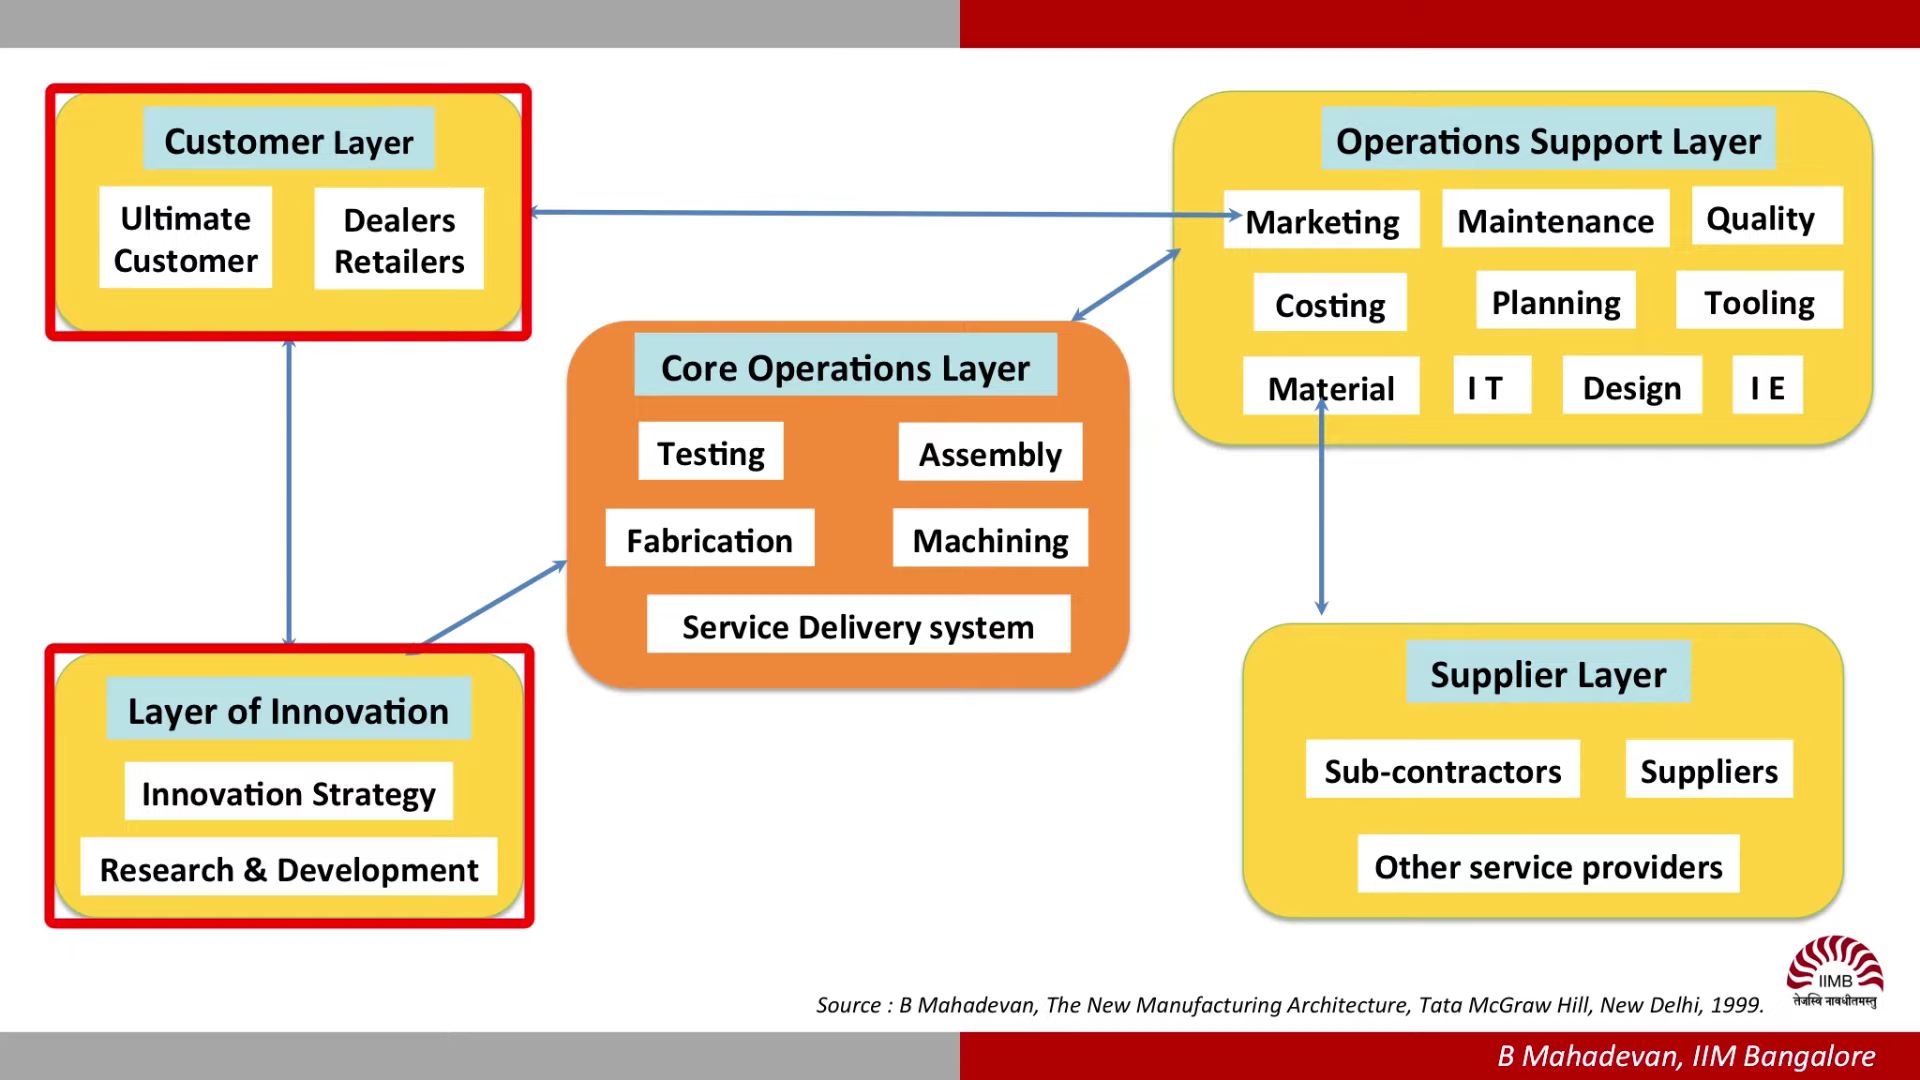 Customer Layer
Ultimate
Customer
Dealers
Retailers
Operations Support Layer
Marketing
Maintenance
Quality
Costing
Planning
Tooling
Material
I T
Design
I E
Core Operations Layer
Testing
Assembly
Fabrication
Machining
Service Delivery system
Layer of Innovation
Innovation Strategy
Research & Development
Supplier Layer
Sub-contractors
Suppliers
Other service providers
IIMB
तेजस्वि नावधीतमस्तु
Source : B Mahadevan, The New Manufacturing Architecture, Tata McGraw Hill, New Delhi, 1999.
B Mahadevan, IIM Bangalore